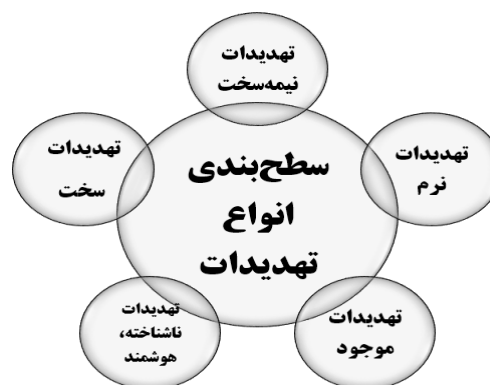 تهدیدات
نیمه‌سخت
تهدیدات
نرم
تهدیدات
سخت
سطح‌بندی
انواع
تهدیدات
تهدیدات
موجود
تهدیدات
ناشناخته،
هوشمند